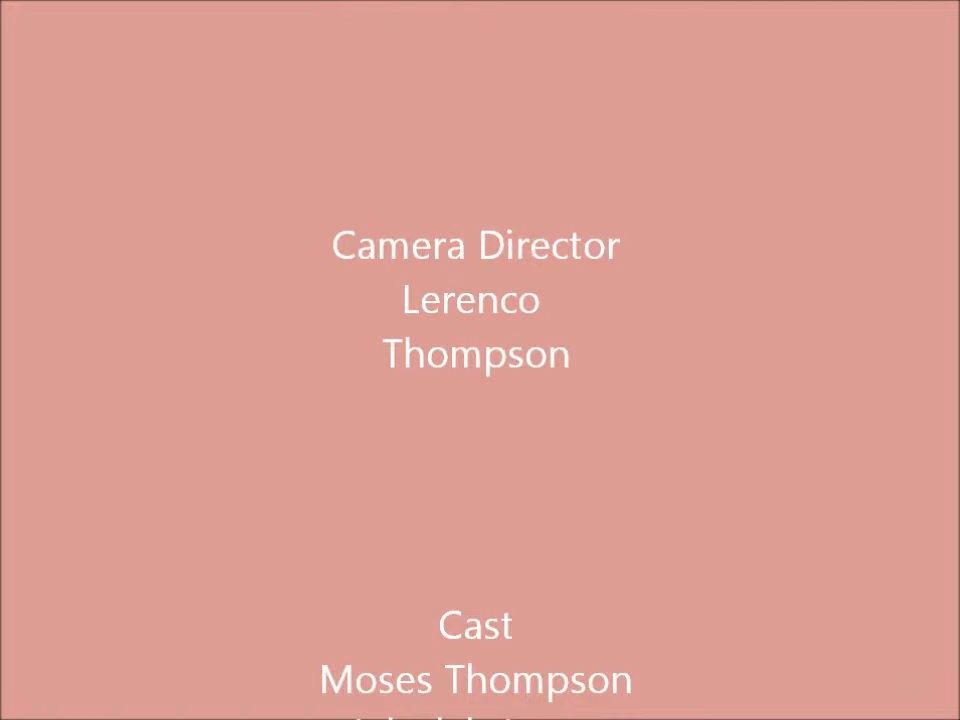 Camera Director
Lerenco
Thompson
Cast
Moses Thompson